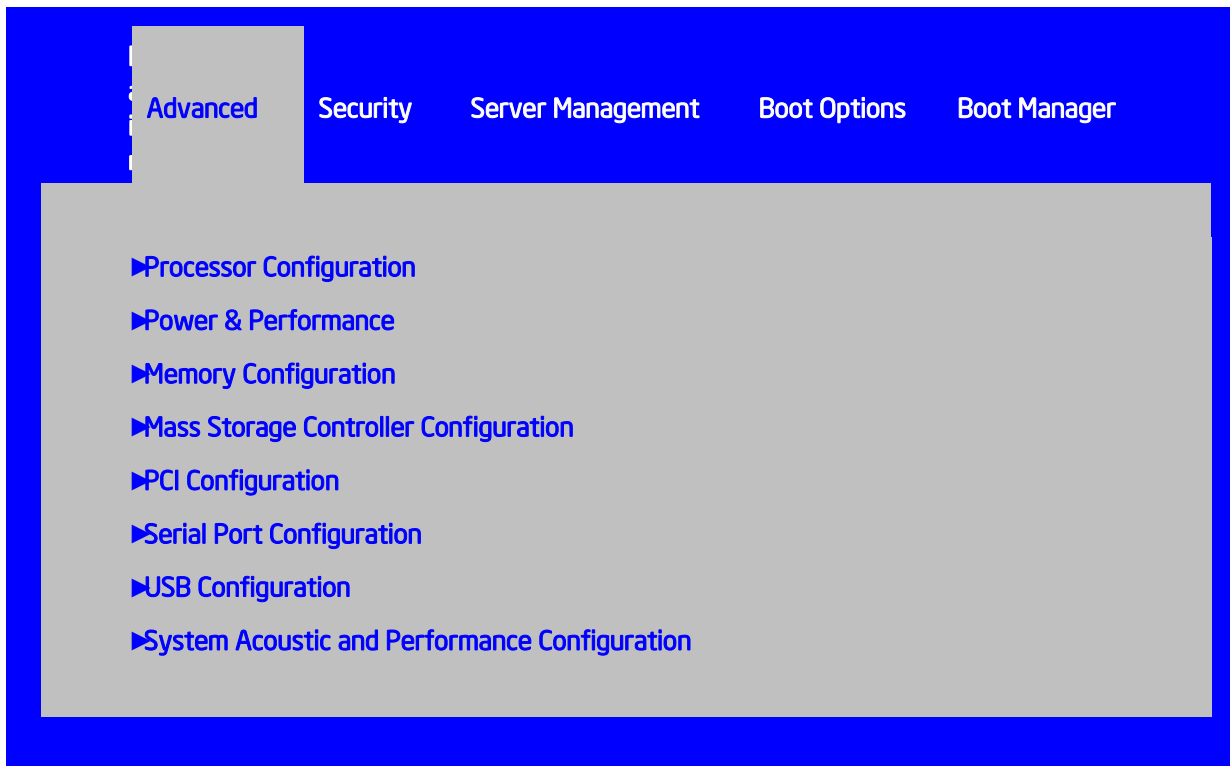 Advanced Security Server Management Boot Options Boot Manager
►Processor Configuration
►Power & Performance
►Memory Configuration
►Mass Storage Controller Configuration
►PCI Configuration
►Serial Port Configuration
►USB Configuration
►System Acoustic and Performance Configuration